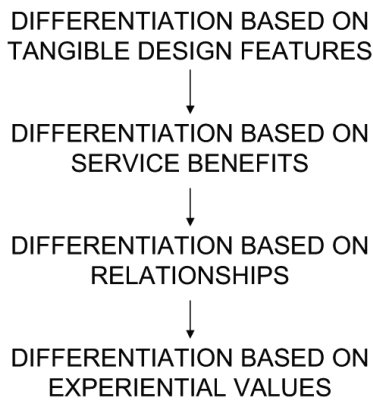 DIFFERENTIATION BASED ON
TANGIBLE DESIGN FEATURES
DIFFERENTIATION BASED ON
SERVICE BENEFITS
DIFFERENTIATION BASED ON
RELATIONSHIPS
DIFFERENTIATION BASED ON
EXPERIENTIAL VALUES